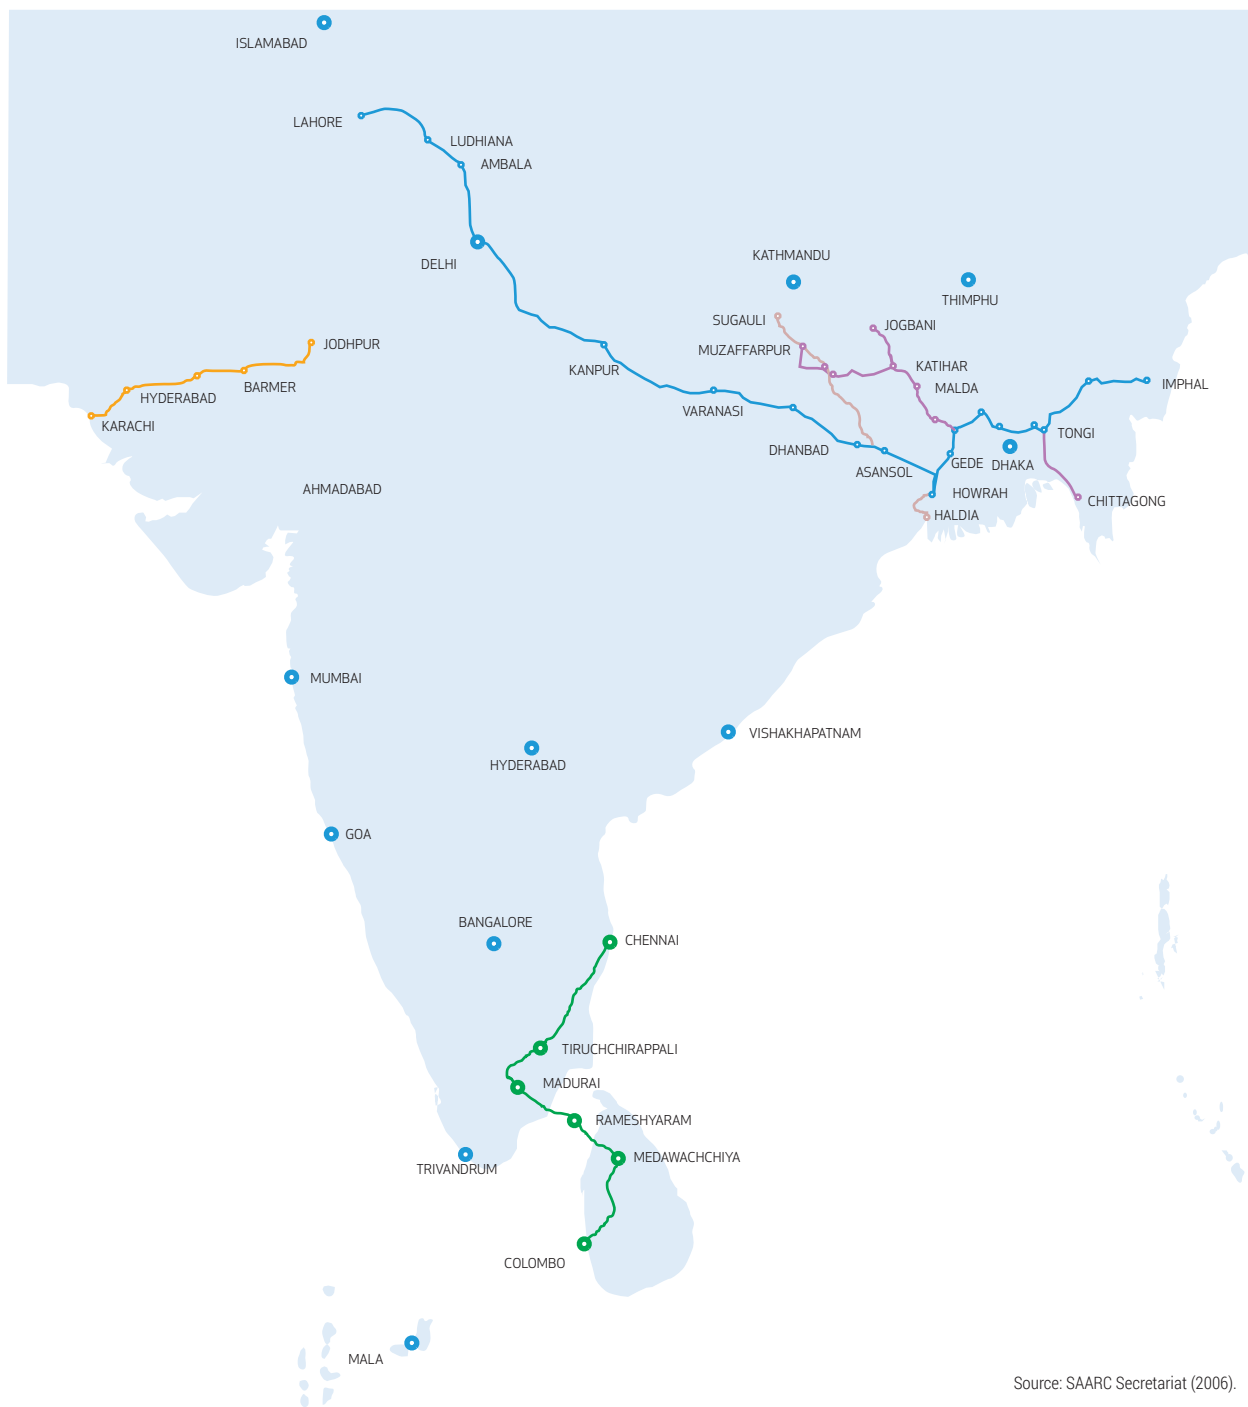 ISLAMABAD
LAHORE
LUDHIANA
AMBALA
DELHI
KATHMANDU
THIMPHU
SUGAULI
JOGBANI
JODHPUR
MUZAFFARPUR
KATIHAR
KANPUR
MALDA
IMPHAL
BARMER
HYDERABAD
VARANASI
KARACHI
TONGI
DHANBAD
GEDE
DHAKA
ASANSOL
AHMADABAD
HOWRAH
CHITTAGONG
HALDIA
MUMBAI
VISHAKHAPATNAM
HYDERABAD
GOA
BANGALORE
CHENNAI
TIRUCHCHIRAPPALI
MADURAI
RAMESHYARAM
MEDAWACHCHIYA
TRIVANDRUM
COLOMBO
MALA
Source: SAARC Secretariat (2006).